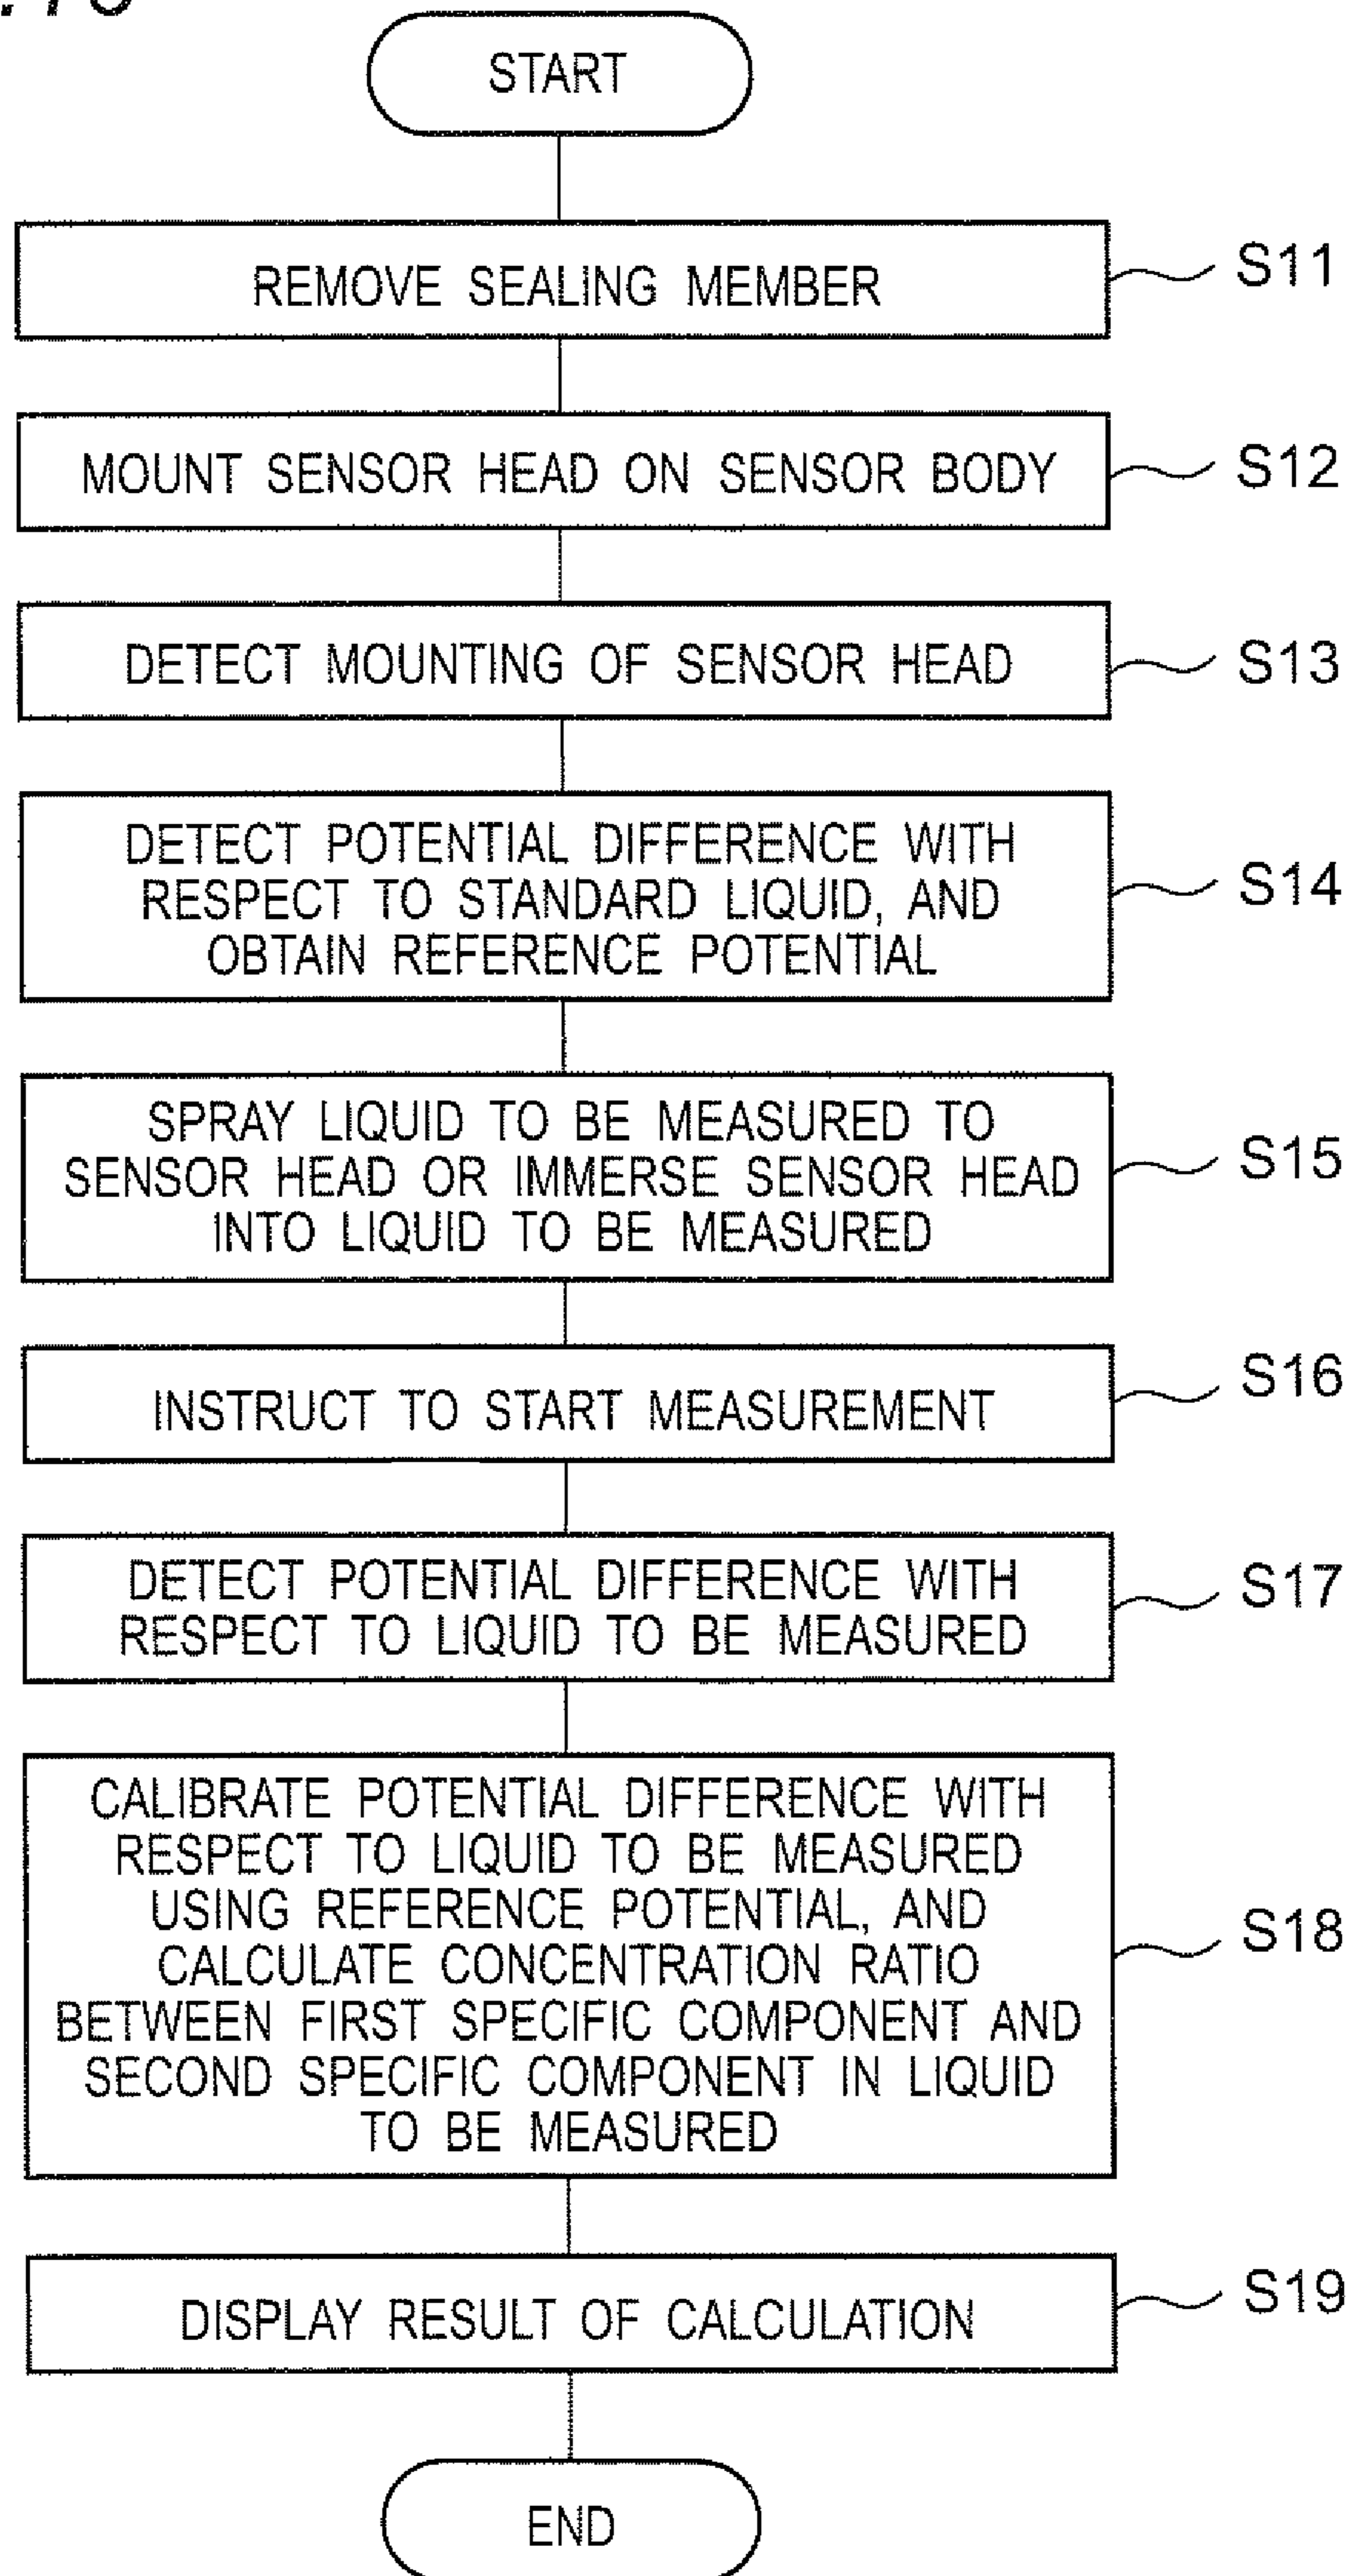 START
REMOVE SEALING MEMBER
S11
MOUNT SENSOR HEAD ON SENSOR BODY
S12
DETECT MOUNTING OF SENSOR HEAD
S13
DETECT POTENTIAL DIFFERENCE WITH
RESPECT TO STANDARD LIQUID, AND
OBTAIN REFERENCE POTENTIAL
S14
SPRAY LIQUID TO BE MEASURED TO
SENSOR HEAD OR IMMERSE SENSOR HEAD
INTO LIQUID TO BE MEASURED
S15
INSTRUCT TO START MEASUREMENT
S16
DETECT POTENTIAL DIFFERENCE WITH
RESPECT TO LIQUID TO BE MEASURED
S17
CALIBRATE POTENTIAL DIFFERENCE WITH
RESPECT TO LIQUID TO BE MEASURED
USING REFERENCE POTENTIAL, AND
CALCULATE CONCENTRATION RATIO
BETWEEN FIRST SPECIFIC COMPONENT AND
SECOND SPECIFIC COMPONENT IN LIQUID
TO BE MEASURED
S18
DISPLAY RESULT OF CALCULATION
S19
END